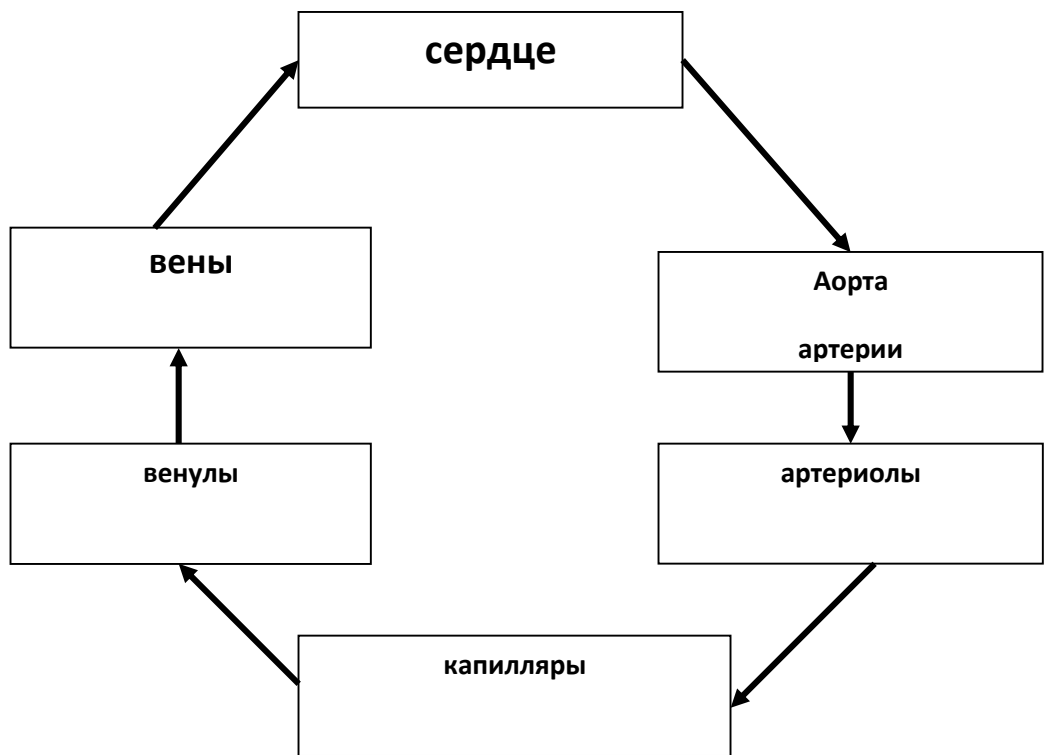 сердце
вены
Аорта
артерии
венулы
артериолы
капилляры